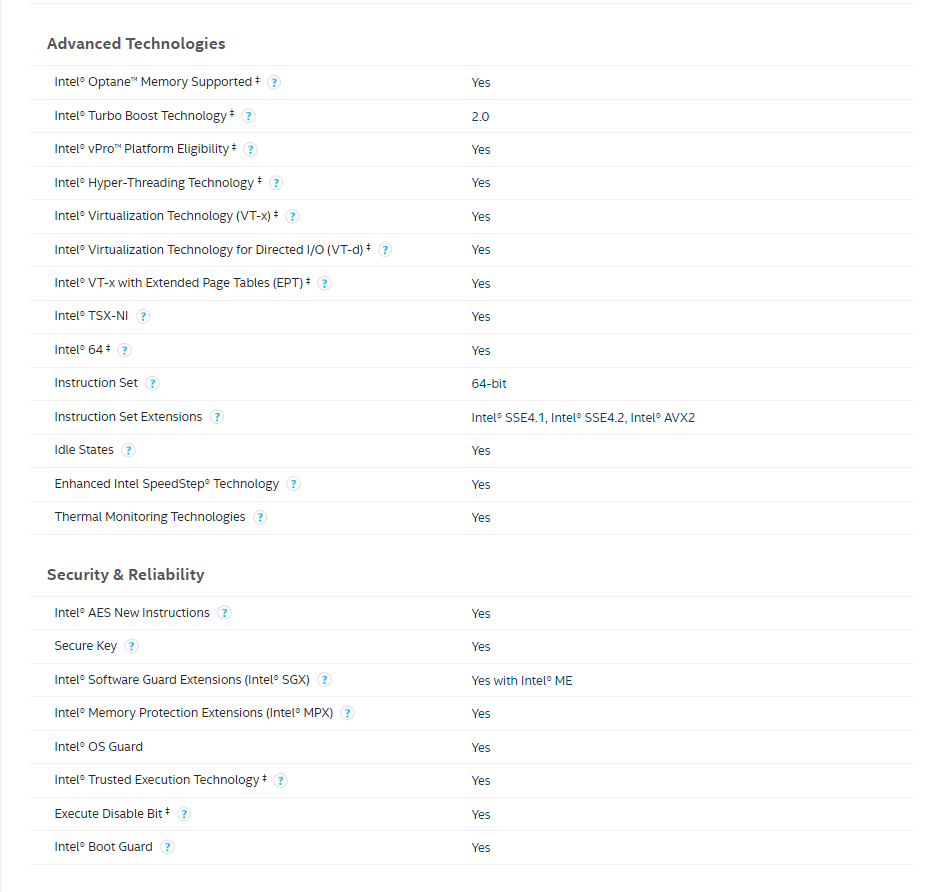 Advanced Technologies
Intel® Optane™ Memory Supported ‡ ? Yes
Intel® Turbo Boost Technology ‡ ? 2.0
Intel® vPro™ Platform Eligibility ‡ ? Yes
Intel® Hyper-Threading Technology ‡ ? Yes
Intel® Virtualization Technology (VT-x) ‡ ? Yes
Intel® Virtualization Technology for Directed I/O (VT-d) ‡ ? Yes
Intel® VT-x with Extended Page Tables (EPT) ‡ ? Yes
Intel® TSX-NI ? Yes
Intel® 64 ‡ ? Yes
Instruction Set ? 64-bit
Instruction Set Extensions ? Intel® SSE4.1, Intel® SSE4.2, Intel® AVX2
Idle States ? Yes
Enhanced Intel SpeedStep® Technology ? Yes
Thermal Monitoring Technologies ? Yes
Security & Reliability
Intel® AES New Instructions ? Yes
Secure Key ? Yes
Intel® Software Guard Extensions (Intel® SGX) ? Yes with Intel® ME
Intel® Memory Protection Extensions (Intel® MPX) ? Yes
Intel® OS Guard Yes
Intel® Trusted Execution Technology ‡ ? Yes
Execute Disable Bit ‡ ? Yes
Intel® Boot Guard ? Yes